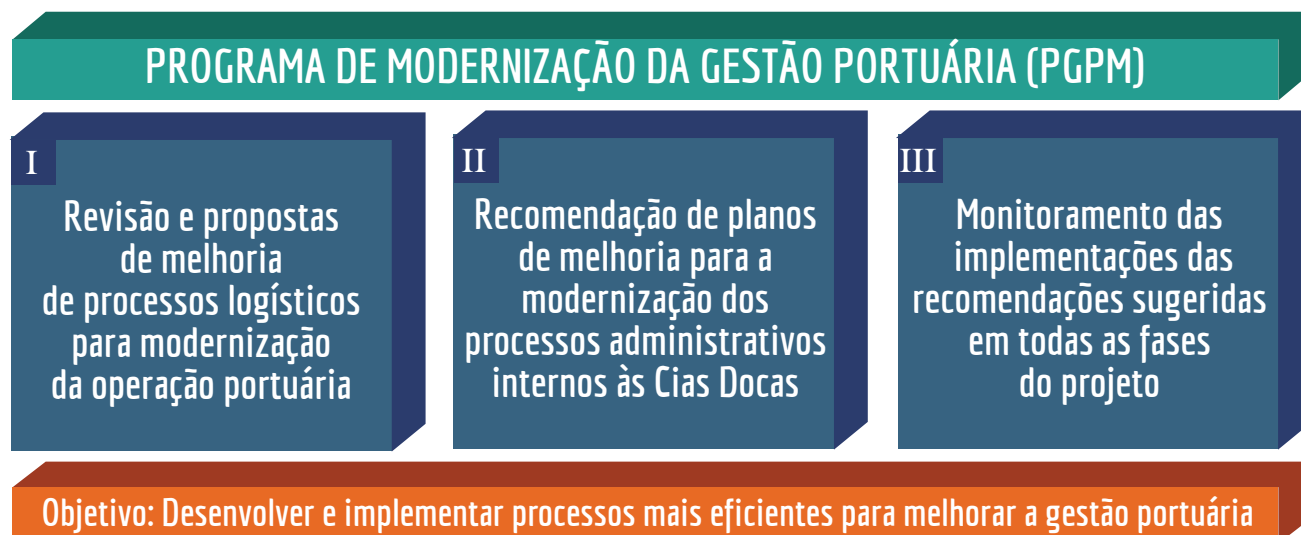 PROGRAMA DE MODERNIZAÇÃO DA GESTÃO PORTUÁRIA (PGPM)
I
Revisão e propostas
de melhoria
de processos logísticos
para modernização
da operação portuária
II
Recomendação de planos
de melhoria para a
modernização dos
processos administrativos
internos às Cias Docas
III
Monitoramento das
implementações das
recomendações sugeridas
em todas as fases
do projeto
Objetivo: Desenvolver e implementar processos mais eficientes para melhorar a gestão portuária